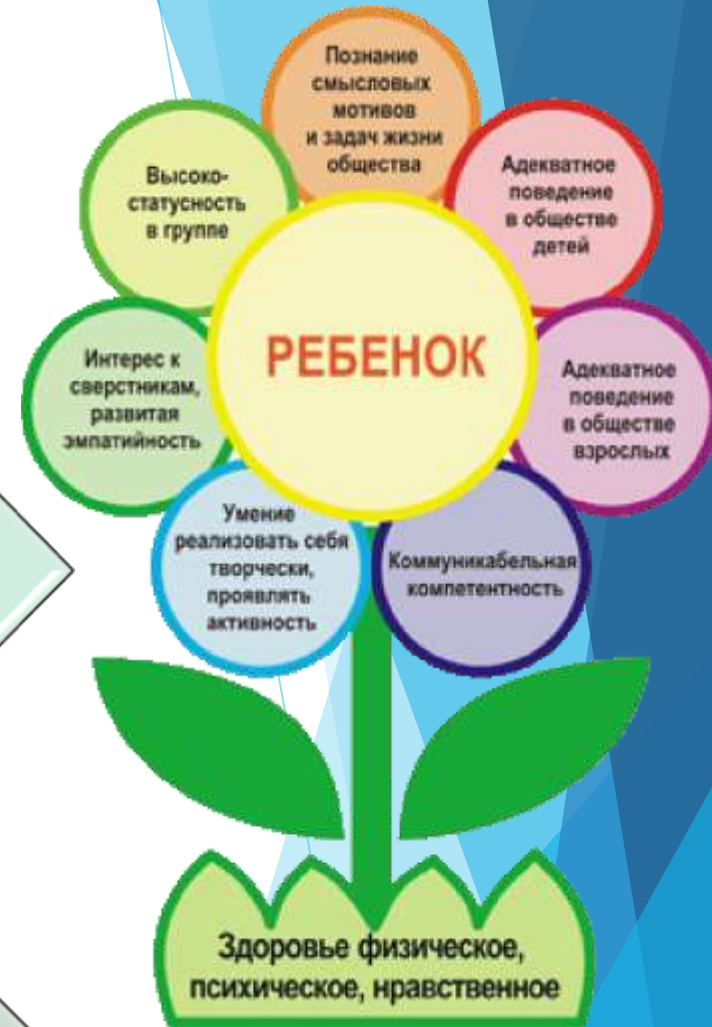 Познание
смысловых
мотивов
и задач жизни
общества
Высоко-
статусность
в группе
Адекватное
поведение
в обществе
детей
РЕБЕНОК
Интерес к
сверстникам,
развитая
эмпатийность
Адекватное
поведение
в обществе
взрослых
Умение
реализовать себя
творчески,
проявлять
активность
Коммуникабельная
компетентность
Здоровье физическое,
психическое, нравственное